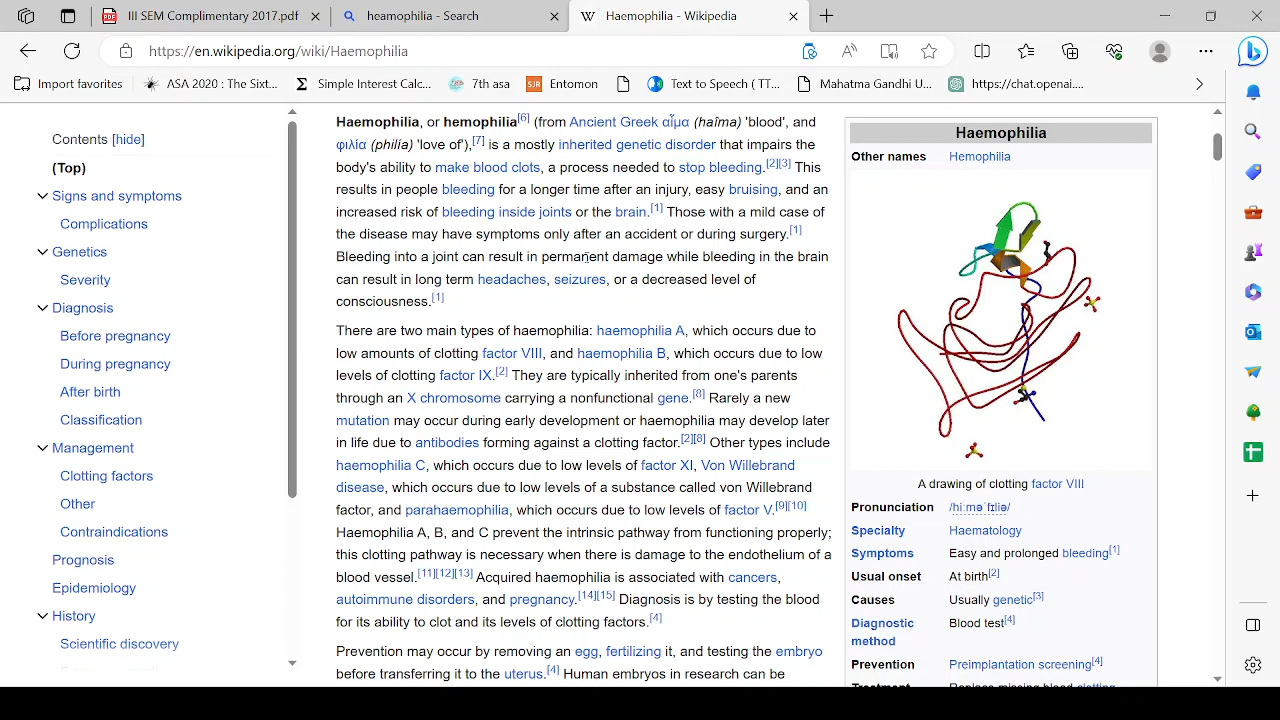 III SEM Complimentary 2017.pdf
heamophilia - Search
Haemophilia - Wikipedia
https://en.wikipedia.org/wiki/Haemophilia
Import favorites
ASA 2020 : The Sixt...
Simple Interest Calc...
7th asa
SJR Entomon
Text to Speech ( TT...
Mahatma Gandhi U...
https://chat.openai....
Contents [hide]
(Top)
Signs and symptoms
Complications
Genetics
Severity
Diagnosis
Before pregnancy
During pregnancy
After birth
Classification
Management
Clotting factors
Other
Contraindications
Prognosis
Epidemiology
History
Scientific discovery
Haemophilia, or hemophilia[6] (from Ancient Greek αἷμα (haîma) 'blood', and
φιλία (philía) 'love of'),[7] is a mostly inherited genetic disorder that impairs the
body's ability to make blood clots, a process needed to stop bleeding.[2][3] This
results in people bleeding for a longer time after an injury, easy bruising, and an
increased risk of bleeding inside joints or the brain.[1] Those with a mild case of
the disease may have symptoms only after an accident or during surgery.[1]
Bleeding into a joint can result in permanent damage while bleeding in the brain
can result in long term headaches, seizures, or a decreased level of
consciousness.[1]
There are two main types of haemophilia: haemophilia A, which occurs due to
low amounts of clotting factor VIII, and haemophilia B, which occurs due to low
levels of clotting factor IX.[2] They are typically inherited from one's parents
through an X chromosome carrying a nonfunctional gene.[8] Rarely a new
mutation may occur during early development or haemophilia may develop later
in life due to antibodies forming against a clotting factor.[2][8] Other types include
haemophilia C, which occurs due to low levels of factor XI, Von Willebrand
disease, which occurs due to low levels of a substance called von Willebrand
factor, and parahaemophilia, which occurs due to low levels of factor V.[9][10]
Haemophilia A, B, and C prevent the intrinsic pathway from functioning properly;
this clotting pathway is necessary when there is damage to the endothelium of a
blood vessel.[11][12][13] Acquired haemophilia is associated with cancers,
autoimmune disorders, and pregnancy.[14][15] Diagnosis is by testing the blood
for its ability to clot and its levels of clotting factors.[4]
Prevention may occur by removing an egg, fertilizing it, and testing the embryo
before transferring it to the uterus.[4] Human embryos in research can be
Haemophilia
Other names Hemophilia
A drawing of clotting factor VIII
Pronunciation /hiːməˈfɪliə/
Specialty Haematology
Symptoms Easy and prolonged bleeding[1]
Usual onset At birth[2]
Causes Usually genetic[3]
Diagnostic Blood test[4]
method
Prevention Preimplantation screening[4]